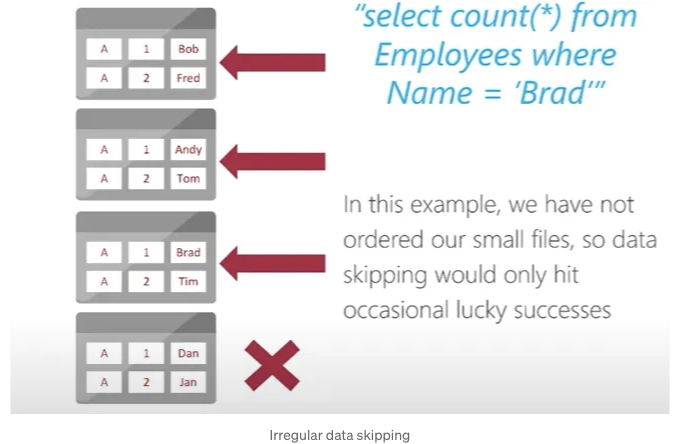 A 1 Bob
A 2 Fred
A 1 Andy
A 2 Tom
A 1 Brad
A 2 Tim
A 1 Dan
A 2 Jan
“select count(*) from
Employees where
Name = ‘Brad’”
In this example, we have not
ordered our small files, so data
skipping would only hit
occasional lucky successes
Irregular data skipping